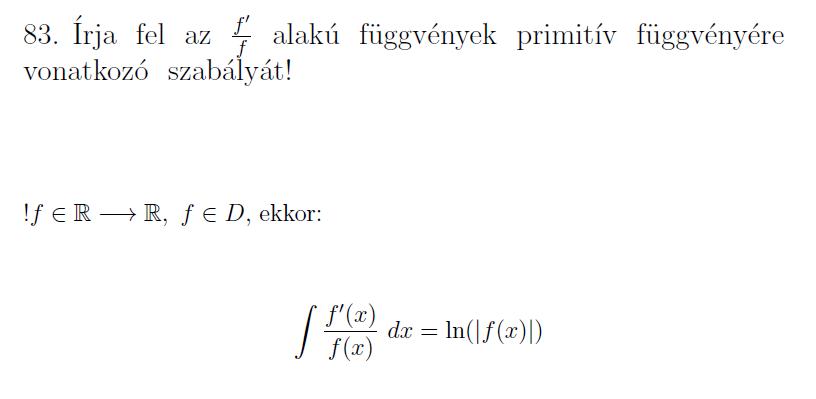 83. Írja fel az f′/f alakú függvények primitív függvényére
vonatkozó szabályát!
!f ∈ ℝ ⟶ ℝ, f ∈ D, ekkor:
∫ f′(x)/f(x) dx = ln(|f(x)|)